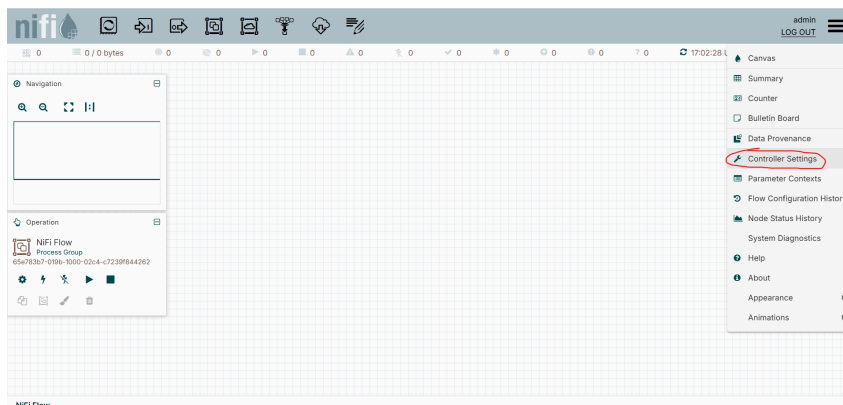 nifi
admin
LOG OUT
0
0 / 0 bytes
0
0
0
0
0
0
0
0
0
0
0
17:02:28
Navigation
Operation
NiFi Flow
Process Group
65e783b7-019b-1000-02c4-c7239f844262
Canvas
Summary
Counter
Bulletin Board
Data Provenance
Controller Settings
Parameter Contexts
Flow Configuration History
Node Status History
System Diagnostics
Help
About
Appearance
Animations
NiFi Flow